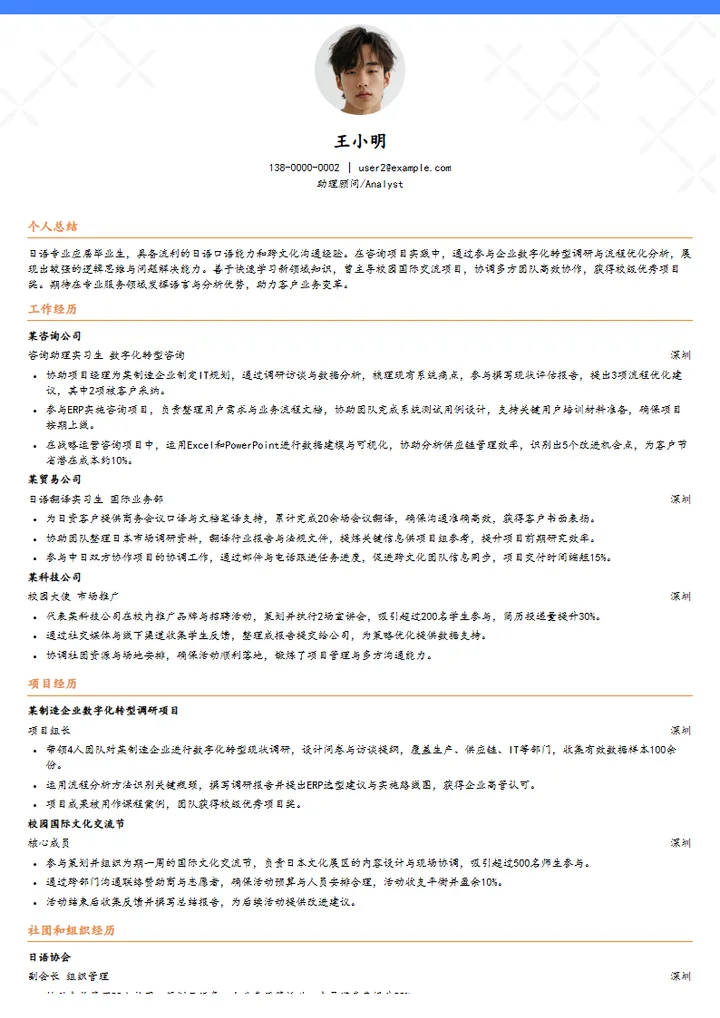 王小明
138-0000-0002 | user2@example.com
助理顾问/Analyst
个人总结
日语专业应届毕业生，具备流利的日语口语能力和跨文化沟通经验。在咨询项目实践中，通过参与企业数字化转型调研与流程优化分析，展
现出较强的逻辑思维与问题解决能力。善于快速学习新领域知识，曾主导校园国际交流项目，协调多方团队高效协作，获得校级优秀项目
奖。期待在专业服务领域发挥语言与分析优势，助力客户业务变革。
工作经历
某咨询公司
咨询助理实习生 数字化转型咨询 深圳
• 协助项目经理为某制造企业制定IT规划，通过调研访谈与数据分析，梳理现有系统痛点，参与撰写现状评估报告，提出3项流程优化建
议，其中2项被客户采纳。
• 参与ERP实施咨询项目，负责整理用户需求与业务流程文档，协助团队完成系统测试用例设计，支持关键用户培训材料准备，确保项目
按期上线。
• 在战略运营咨询项目中，运用Excel和PowerPoint进行数据建模与可视化，协助分析供应链管理效率，识别出5个改进机会点，为客户节
省潜在成本约10%。
某贸易公司
日语翻译实习生 国际业务部 深圳
• 为日资客户提供商务会议口译与文档笔译支持，累计完成20余场会议翻译，确保沟通准确高效，获得客户书面表扬。
• 协助团队整理日本市场调研资料，翻译行业报告与法规文件，提炼关键信息供项目组参考，提升项目前期研究效率。
• 参与中日双方协作项目的协调工作，通过邮件与电话跟进任务进度，促进跨文化团队信息同步，项目交付时间缩短15%。
某科技公司
校园大使 市场推广 深圳
• 代表某科技公司在校内推广品牌与招聘活动，策划并执行2场宣讲会，吸引超过200名学生参与，简历投递量提升30%。
• 通过社交媒体与线下渠道收集学生反馈，整理成报告提交给公司，为策略优化提供数据支持。
• 协调社团资源与场地安排，确保活动顺利落地，锻炼了项目管理与多方沟通能力。
项目经历
某制造企业数字化转型调研项目
项目组长 深圳
• 带领4人团队对某制造企业进行数字化转型现状调研，设计问卷与访谈提纲，覆盖生产、供应链、IT等部门，收集有效数据样本100余
份。
• 运用流程分析方法识别关键瓶颈，撰写调研报告并提出ERP选型建议与实施路线图，获得企业高管认可。
• 项目成果被用作课程案例，团队获得校级优秀项目奖。
校园国际文化交流节
核心成员 深圳
• 参与策划并组织为期一周的国际文化交流节，负责日本文化展区的内容设计与现场协调，吸引超过500名师生参与。
• 通过跨部门沟通联络赞助商与志愿者，确保活动预算与人员安排合理，活动收支平衡并盈余10%。
• 活动结束后收集反馈并撰写总结报告，为后续活动提供改进建议。
社团和组织经历
日语协会
副会长 组织管理 深圳